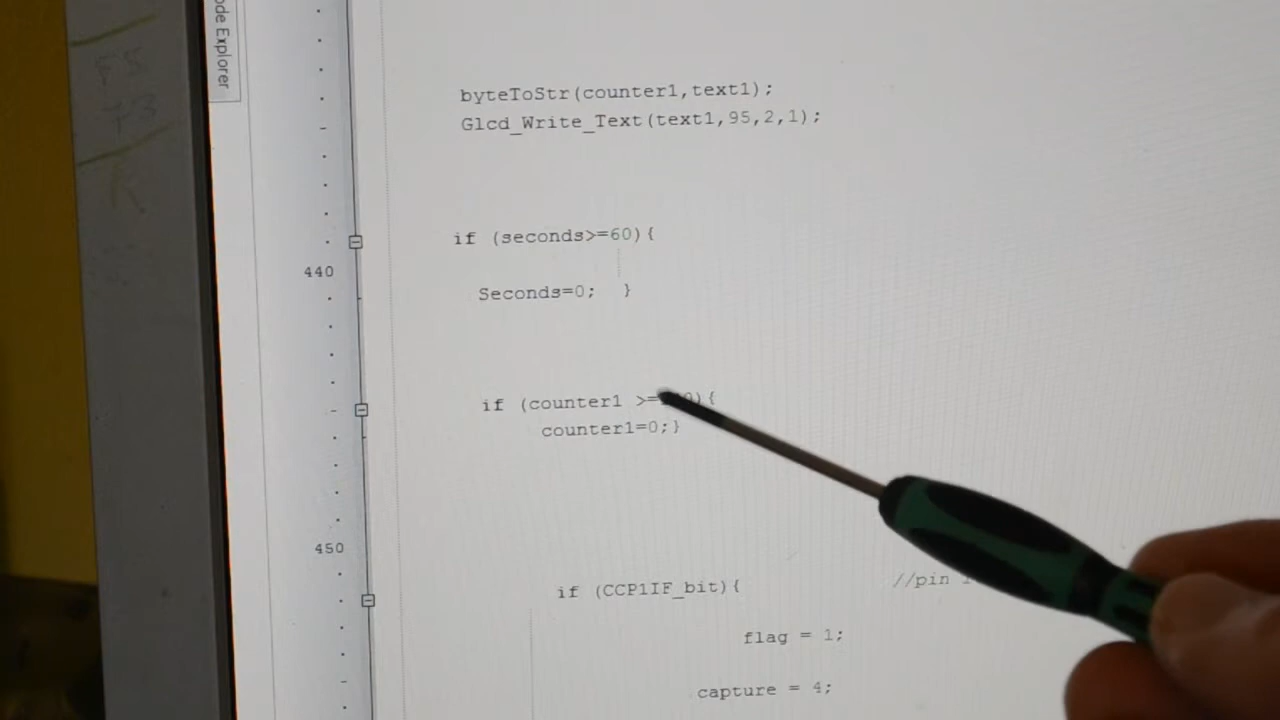 ode Explorer
byteToStr(counter1,text1);
Glcd_Write_Text(text1,95,2,1);
if (seconds>=60){
440
Seconds=0; }
if (counter1 >= ){
counter1=0;}
450
if (CCP1IF_bit){ //pin
flag = 1;
capture = 4;